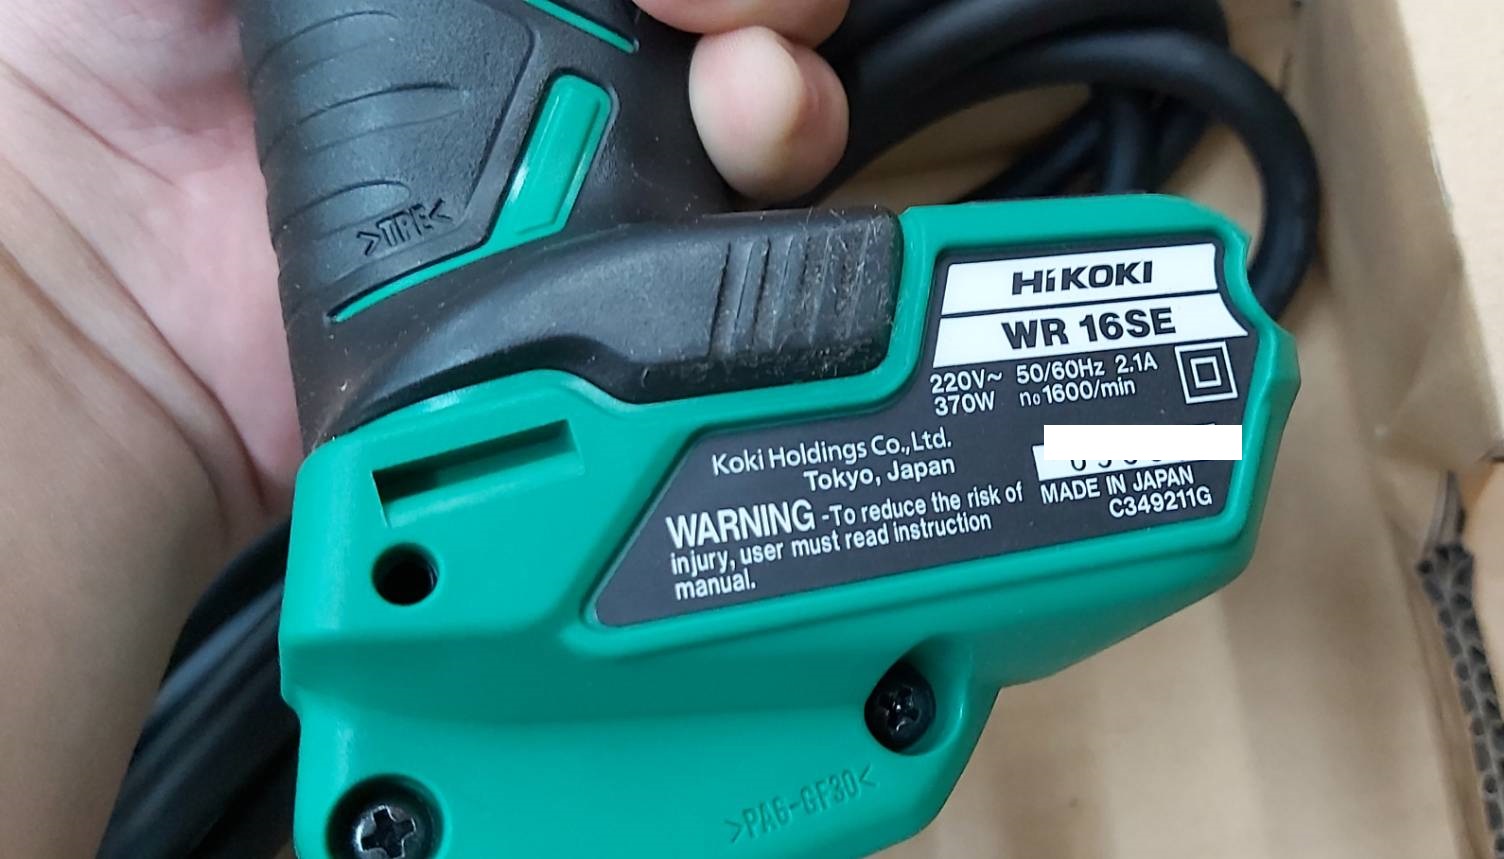 >TPE<
HiKOKI
WR 16SE
220V~ 50/60Hz 2.1A
370W n₀1600/min
Koki Holdings Co.,Ltd.
Tokyo, Japan
MADE IN JAPAN
C349211G
WARNING -To reduce the risk of
injury, user must read instruction
manual.
>PA6-GF30<